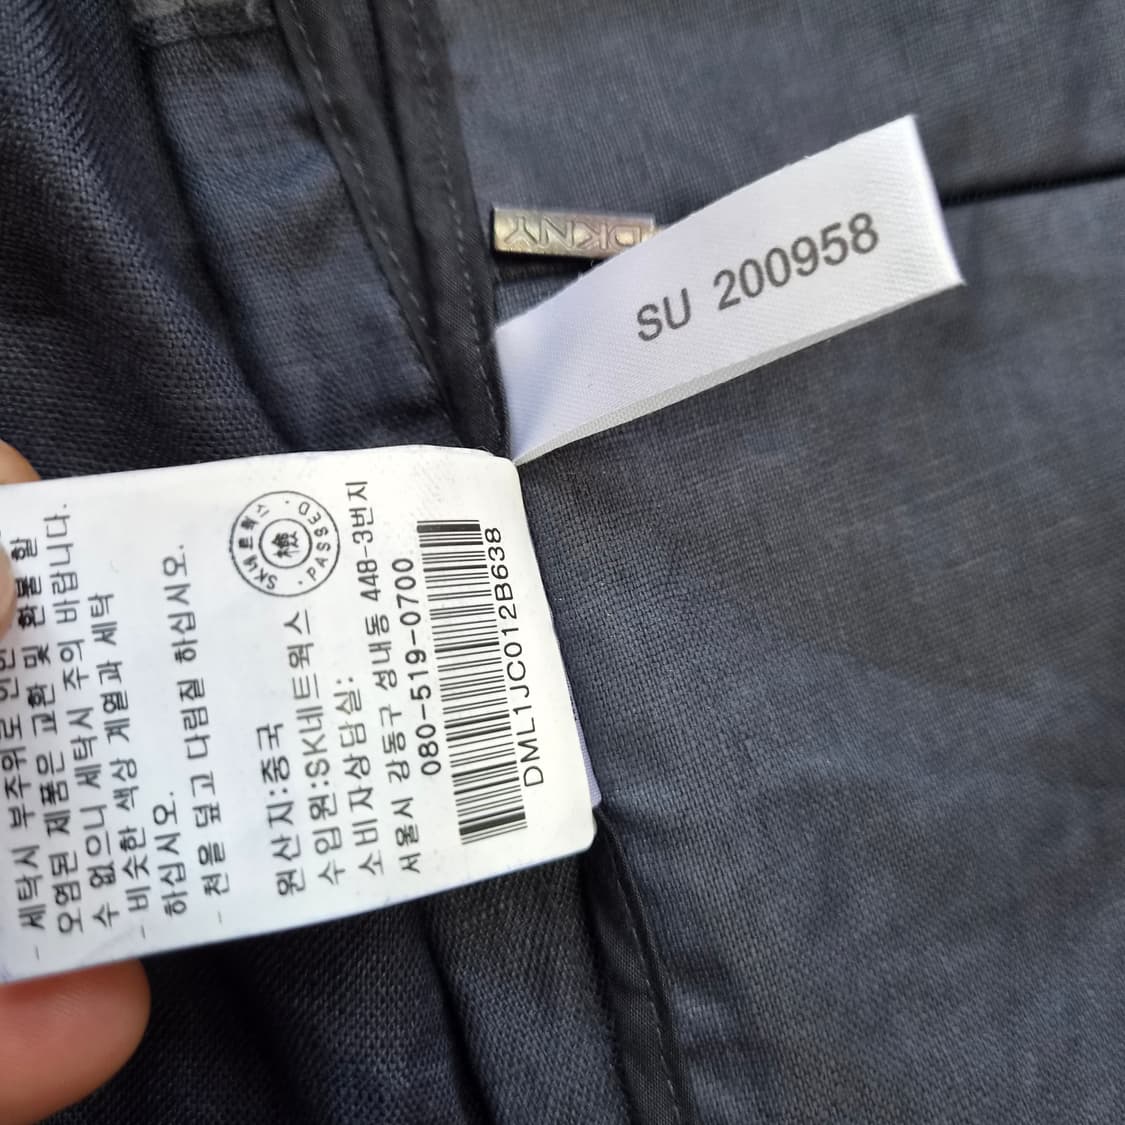 DKNY
SU 200958
- 세탁시 부주의로 인한
오염된 제품은 교환 및 환불 할
수 없으니 세탁시 주의 바랍니다.
- 비슷한 색상 계열과 세탁
하십시오.
- 천을 덮고 다림질 하십시오.
원산지:중국
수입원:SK네트웍스
SK네트웍스 · PASSED · 檢
소비자상담실:
서울시 강동구 성내동 448-3번지
080-519-0700
DML1JC012B638